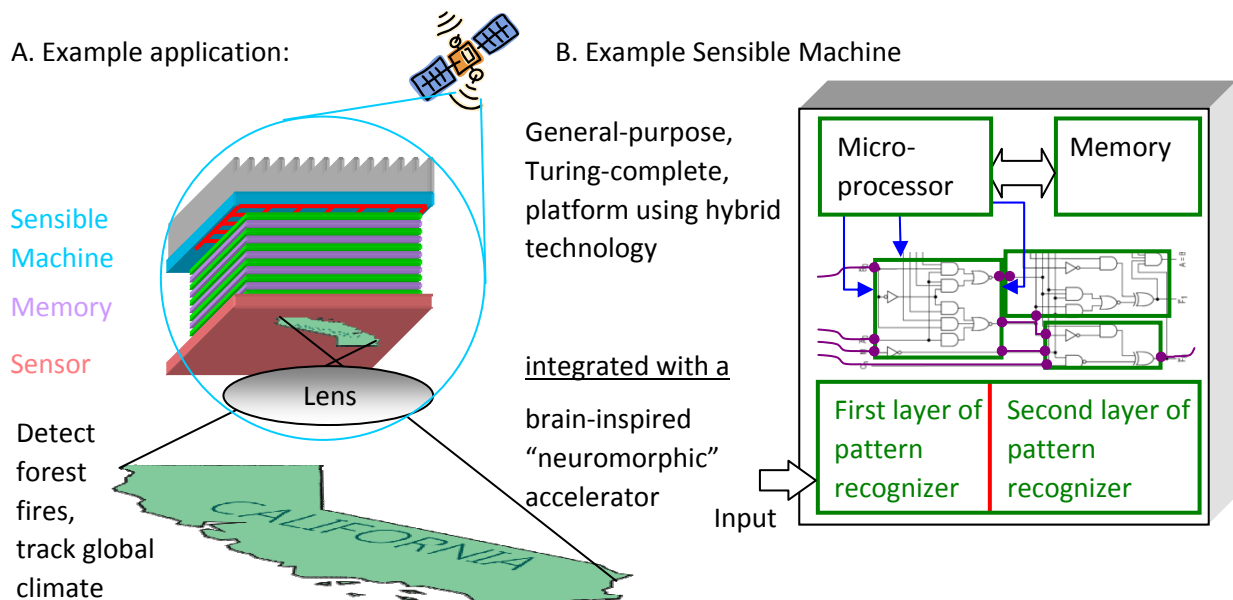 A. Example application:
Sensible
Machine
Memory
Sensor
Lens
Detect
forest
fires,
track global
climate
CALIFORNIA
B. Example Sensible Machine
General-purpose,
Turing-complete,
platform using hybrid
technology
integrated with a
brain-inspired
“neuromorphic”
accelerator
Micro-
processor
Memory
A=B
F₁
First layer of
pattern
recognizer
Second layer of
pattern
recognizer
Input